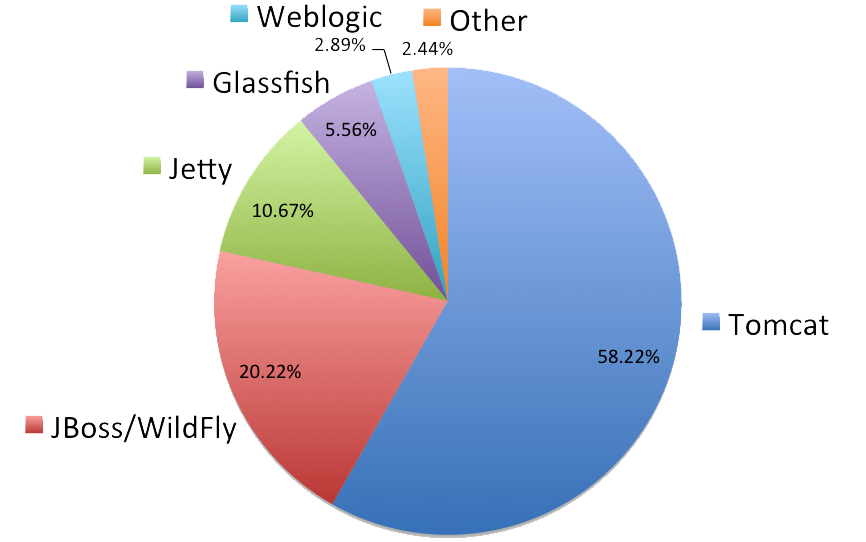 Weblogic
Other
2.89%
2.44%
Glassfish
5.56%
Jetty
10.67%
Tomcat
58.22%
20.22%
JBoss/WildFly